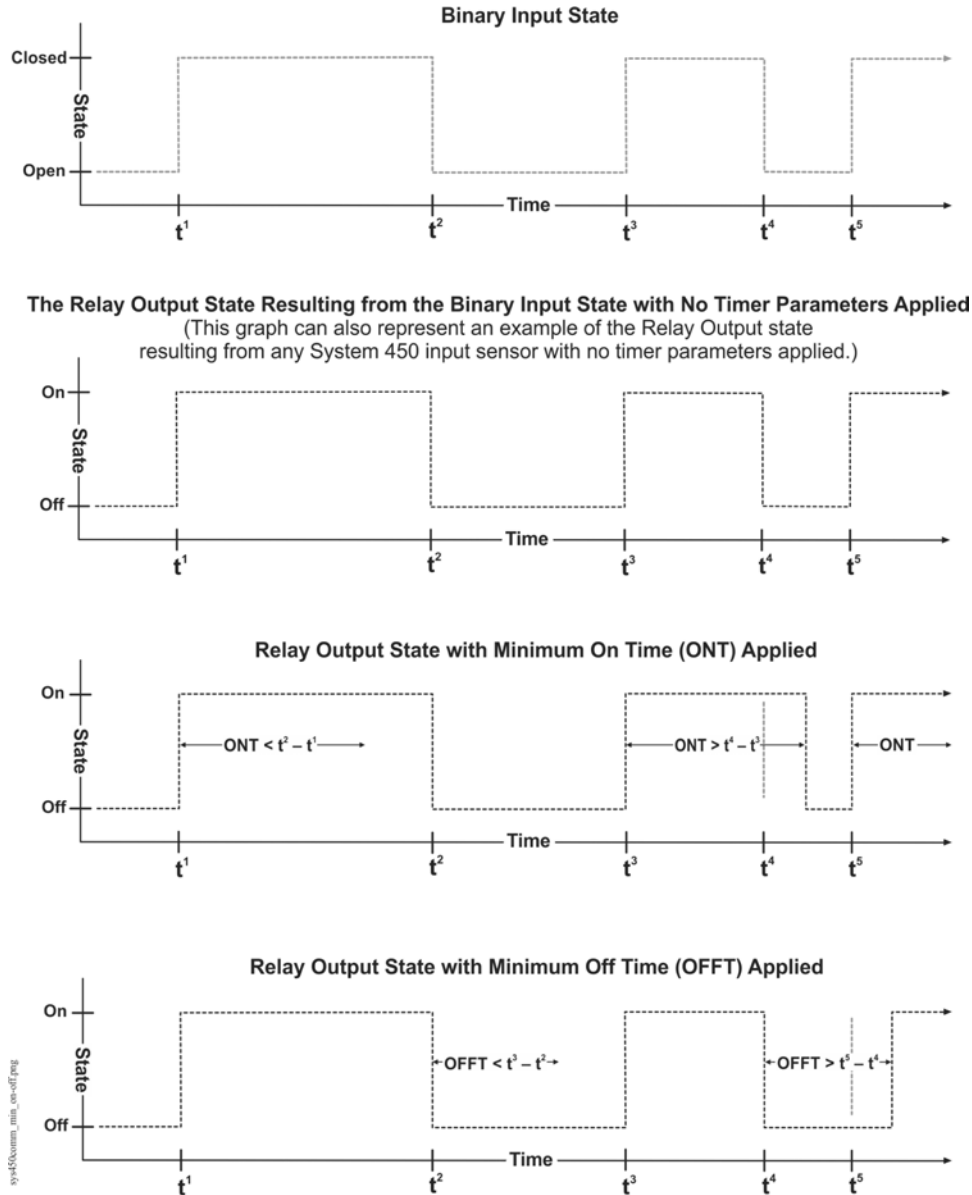 Binary Input State
Closed
State
Open
Time
t¹ t² t³ t⁴ t⁵
The Relay Output State Resulting from the Binary Input State with No Timer Parameters Applied
(This graph can also represent an example of the Relay Output state
resulting from any System 450 input sensor with no timer parameters applied.)
On
State
Off
Time
t¹ t² t³ t⁴ t⁵
Relay Output State with Minimum On Time (ONT) Applied
On
State
ONT < t² – t¹ ONT > t⁴ – t³ ONT
Off
Time
t¹ t² t³ t⁴ t⁵
Relay Output State with Minimum Off Time (OFFT) Applied
On
State
OFFT < t³ – t² OFFT > t⁵ – t⁴
Off
Time
t¹ t² t³ t⁴ t⁵
sys450comm_min_on-off.png